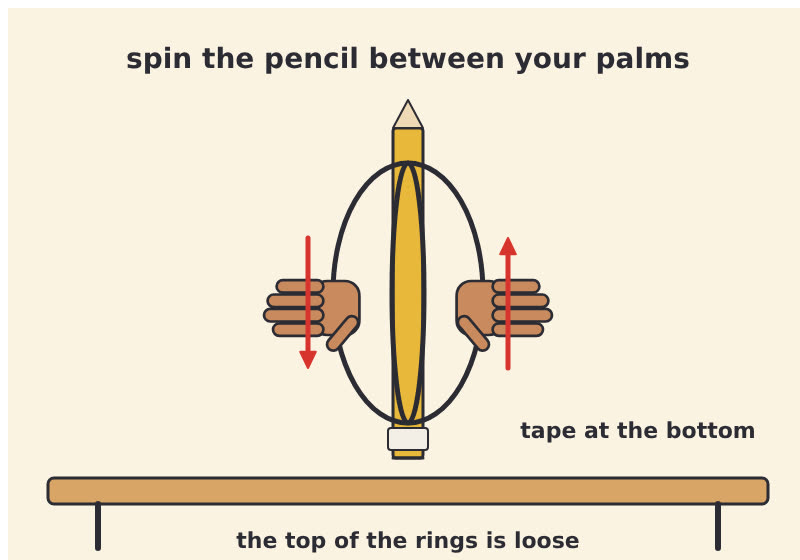 spin the pencil between your palms
tape at the bottom
the top of the rings is loose